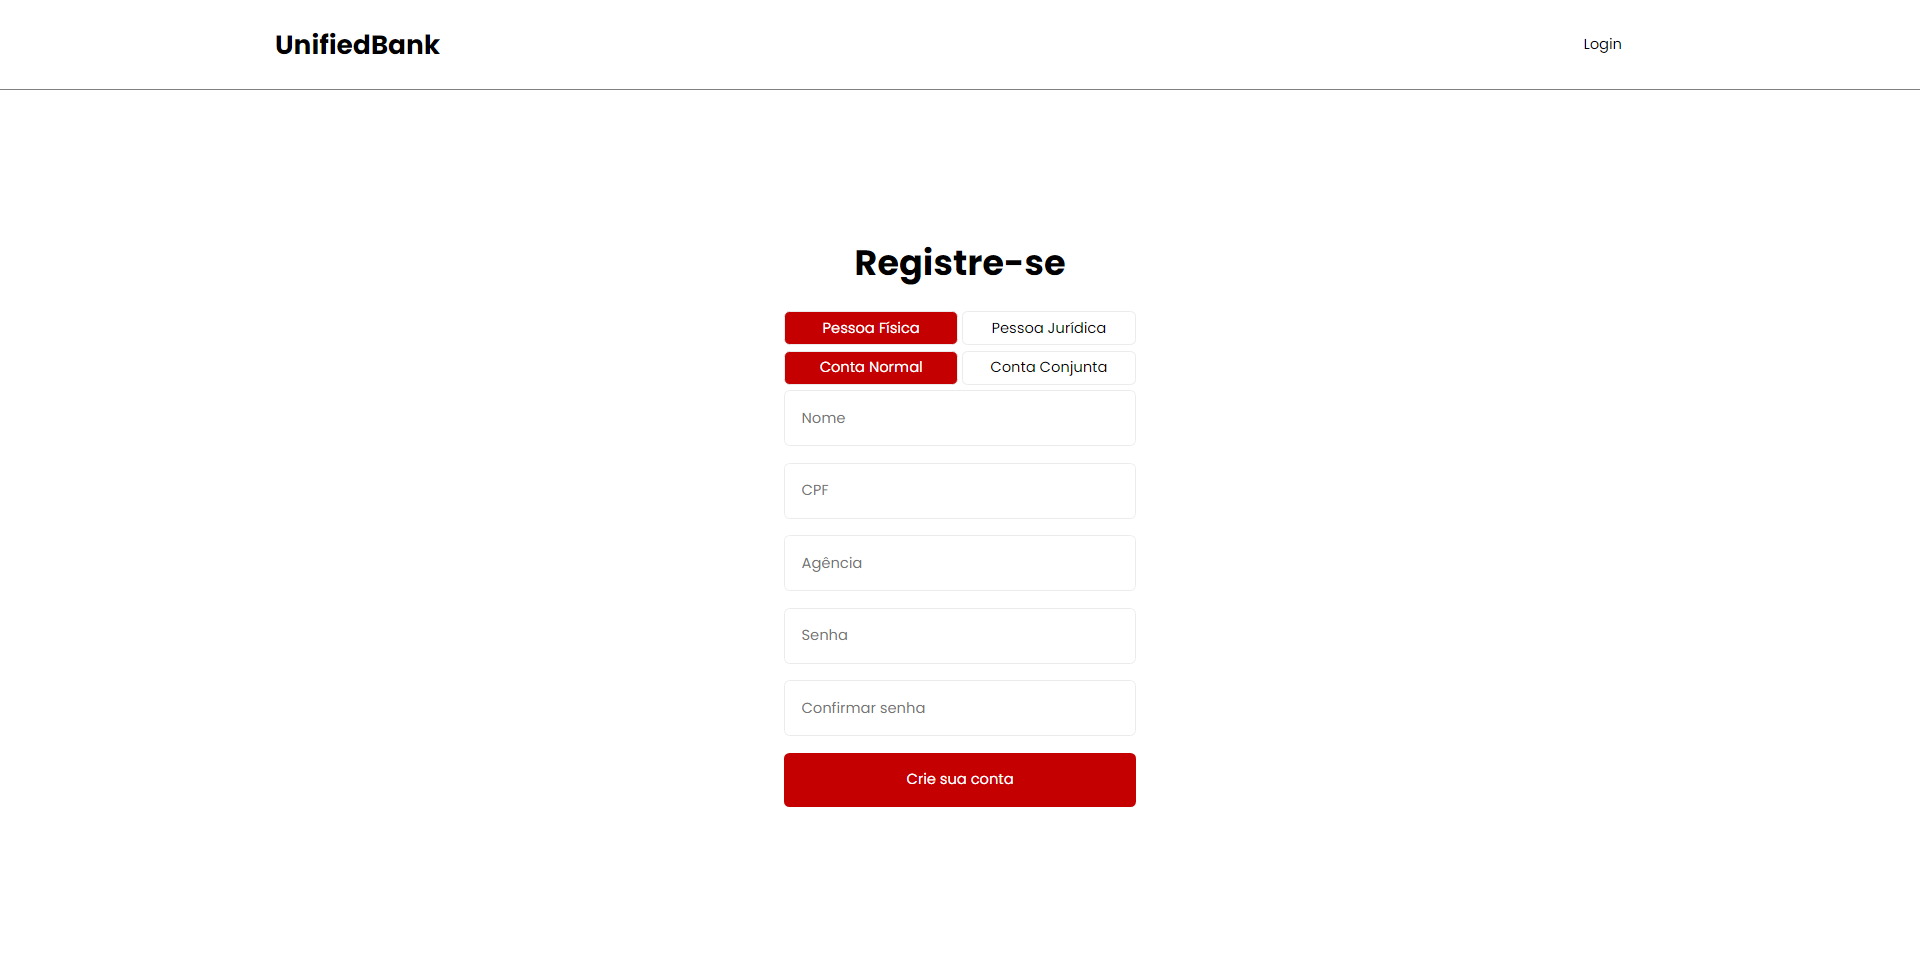 UnifiedBank
Login
Registre-se
Pessoa Física
Pessoa Jurídica
Conta Normal
Conta Conjunta
Nome
CPF
Agência
Senha
Confirmar senha
Crie sua conta